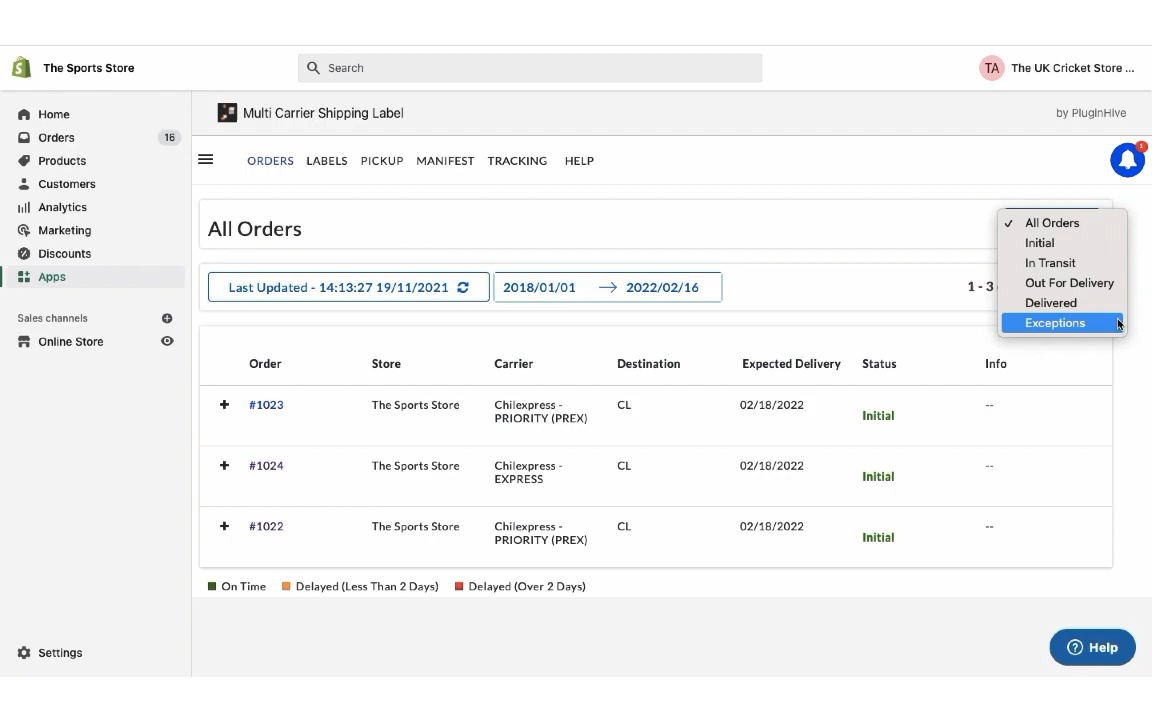 The Sports Store
Search
TA The UK Cricket Store ...
Home
Orders 16
Products
Customers
Analytics
Marketing
Discounts
Apps
Sales channels
Online Store
Settings
Multi Carrier Shipping Label
by PluginHive
ORDERS LABELS PICKUP MANIFEST TRACKING HELP
1
All Orders
✓ All Orders
Initial
In Transit
Out For Delivery
Delivered
Exceptions
Last Updated - 14:13:27 19/11/2021
2018/01/01 → 2022/02/16
1 - 3
Order Store Carrier Destination Expected Delivery Status Info
+ #1023 The Sports Store Chilexpress - CL 02/18/2022 Initial --
PRIORITY (PREX)
+ #1024 The Sports Store Chilexpress - CL 02/18/2022 Initial --
EXPRESS
+ #1022 The Sports Store Chilexpress - CL 02/18/2022 Initial --
PRIORITY (PREX)
On Time Delayed (Less Than 2 Days) Delayed (Over 2 Days)
Help